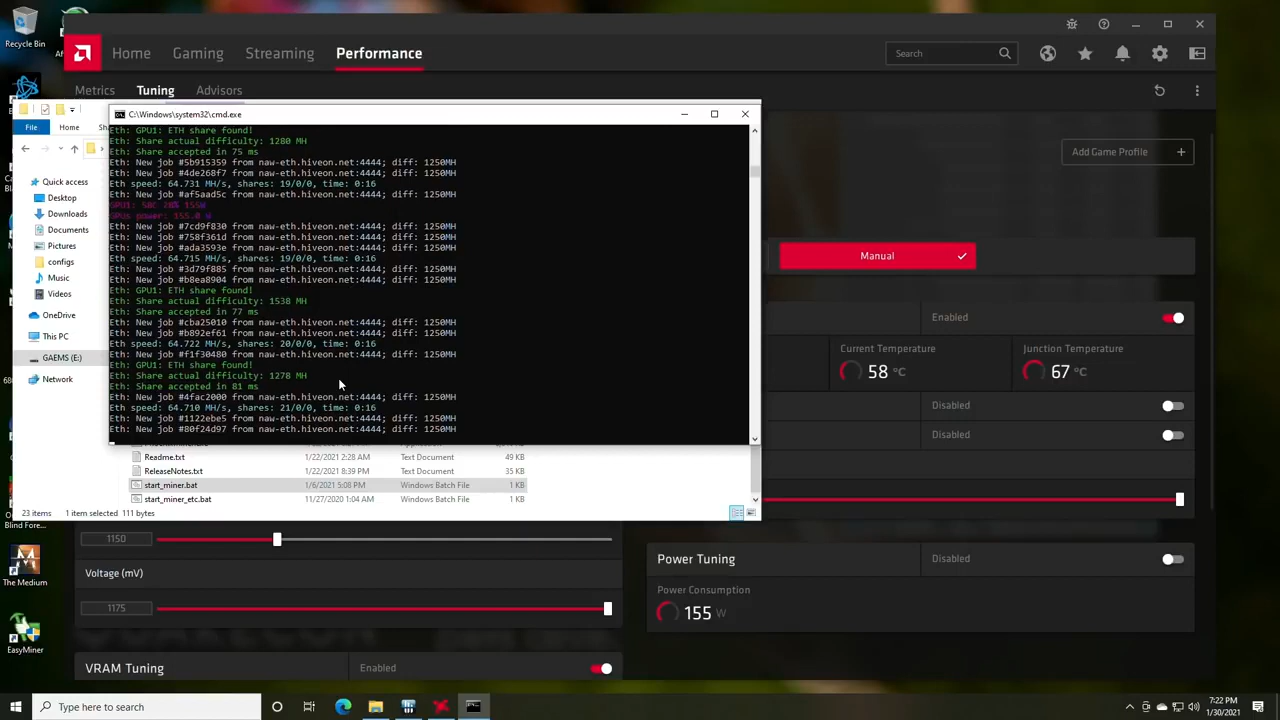 Recycle Bin
Af
Home
Gaming
Streaming
Performance
Search
Metrics
Tuning
Advisors
Add Game Profile
Manual
C:\Windows\system32\cmd.exe
File
Home
Sh
Quick access
Desktop
Downloads
Documents
Pictures
configs
Music
Videos
OneDrive
This PC
GAEMS (E:)
Network
Eth: GPU1: ETH share found!
Eth: Share actual difficulty: 1280 MH
Eth: Share accepted in 75 ms
Eth: New job #5b915359 from naw-eth.hiveon.net:4444; diff: 1250MH
Eth: New job #4de268f7 from naw-eth.hiveon.net:4444; diff: 1250MH
Eth speed: 64.731 MH/s, shares: 19/0/0, time: 0:16
Eth: New job #af5aad5c from naw-eth.hiveon.net:4444; diff: 1250MH
GPU1: 58C 28% 155W
GPUs power: 155.0 W
Eth: New job #7cd9f830 from naw-eth.hiveon.net:4444; diff: 1250MH
Eth: New job #758f361d from naw-eth.hiveon.net:4444; diff: 1250MH
Eth: New job #ada3593e from naw-eth.hiveon.net:4444; diff: 1250MH
Eth speed: 64.715 MH/s, shares: 19/0/0, time: 0:16
Eth: New job #3d79f885 from naw-eth.hiveon.net:4444; diff: 1250MH
Eth: New job #b8ea8904 from naw-eth.hiveon.net:4444; diff: 1250MH
Eth: GPU1: ETH share found!
Eth: Share actual difficulty: 1538 MH
Eth: Share accepted in 77 ms
Eth: New job #cba25010 from naw-eth.hiveon.net:4444; diff: 1250MH
Eth: New job #b892ef61 from naw-eth.hiveon.net:4444; diff: 1250MH
Eth speed: 64.722 MH/s, shares: 20/0/0, time: 0:16
Eth: New job #f1f30480 from naw-eth.hiveon.net:4444; diff: 1250MH
Eth: GPU1: ETH share found!
Eth: Share actual difficulty: 1278 MH
Eth: Share accepted in 81 ms
Eth: New job #4fac2000 from naw-eth.hiveon.net:4444; diff: 1250MH
Eth speed: 64.710 MH/s, shares: 21/0/0, time: 0:16
Eth: New job #1122ebe5 from naw-eth.hiveon.net:4444; diff: 1250MH
Eth: New job #80f24d97 from naw-eth.hiveon.net:4444; diff: 1250MH
Readme.txt 1/22/2021 2:28 AM Text Document 49 KB
ReleaseNotes.txt 1/22/2021 8:39 PM Text Document 35 KB
start_miner.bat 1/6/2021 5:08 PM Windows Batch File 1 KB
start_miner_etc.bat 11/27/2020 1:04 AM Windows Batch File 1 KB
23 items 1 item selected 111 bytes
Enabled
Current Temperature
58 °C
Junction Temperature
67 °C
Disabled
Disabled
1150
Voltage (mV)
1175
VRAM Tuning
Enabled
Power Tuning
Disabled
Power Consumption
155 W
Blind Fore...
The Medium
EasyMiner
Type here to search
7:22 PM
1/30/2021